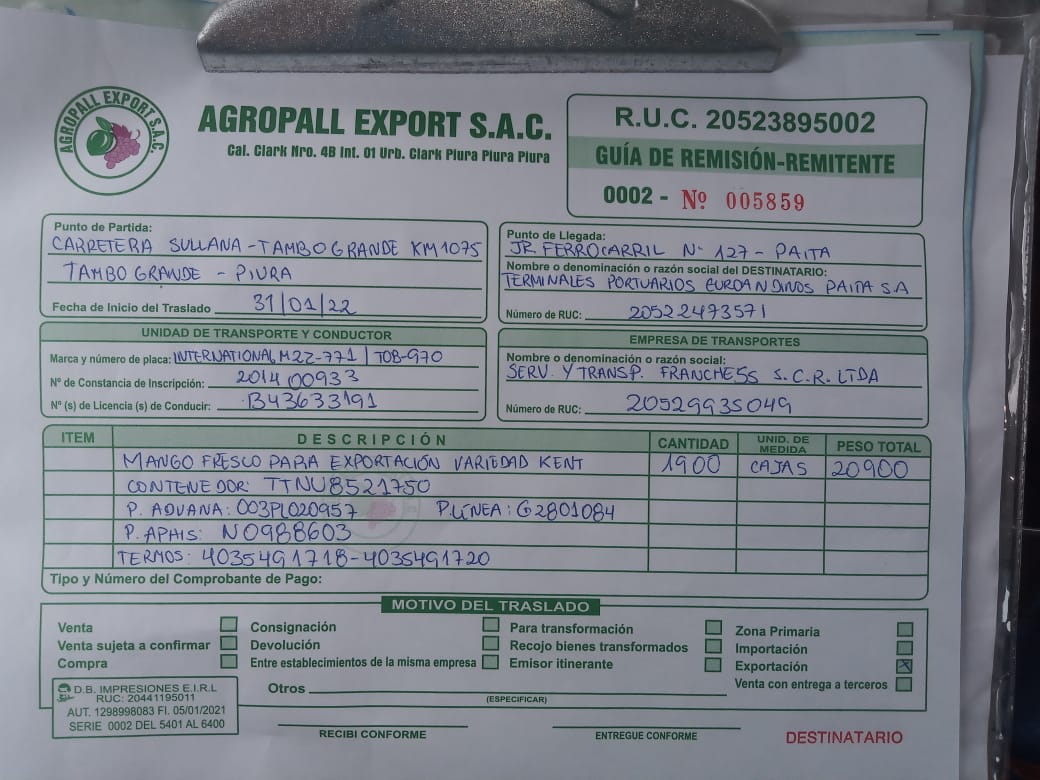 AGROPALL EXPORT S.A.C.
AGROPALL EXPORT S.A.C.
Cal. Clark Nro. 4B Int. 01 Urb. Clark Piura Piura Piura
R.U.C. 20523895002
GUÍA DE REMISIÓN-REMITENTE
0002 - Nº 005859
Punto de Partida:
CARRETERA SULLANA-TAMBOGRANDE KM1075
TAMBOGRANDE - PIURA
Fecha de Inicio del Traslado 31/01/22
Punto de Llegada:
JR. FERROCARRIL Nº 127 - PAITA
Nombre o denominación o razón social del DESTINATARIO:
TERMINALES PORTUARIOS EUROANDINOS PAITA S.A
Número de RUC: 20522473571
UNIDAD DE TRANSPORTE Y CONDUCTOR
Marca y número de placa: INTERNATIONAL M2Z-771 | TOB-970
Nº de Constancia de Inscripción: 201400933
Nº (s) de Licencia (s) de Conducir: B43633191
EMPRESA DE TRANSPORTES
Nombre o denominación o razón social:
SERV. Y TRANSP. FRANCHESS S.C.R. LTDA
Número de RUC: 20529935049
ITEM DESCRIPCIÓN CANTIDAD UNID. DE MEDIDA PESO TOTAL
MANGO FRESCO PARA EXPORTACIÓN VARIEDAD KENT 1900 CAJAS 20900
CONTENEDOR: TTNU8521750
P. ADUANA: 003PL020957 P.LÍNEA: G2801084
P. APHIS: N0988603
TERMOS: 4035491718-4035491720
Tipo y Número del Comprobante de Pago:
MOTIVO DEL TRASLADO
Venta
Venta sujeta a confirmar
Compra
Consignación
Devolución
Entre establecimientos de la misma empresa
Para transformación
Recojo bienes transformados
Emisor itinerante
Zona Primaria
Importación
Exportación X
Venta con entrega a terceros
Otros
(ESPECIFICAR)
D.B. IMPRESIONES E.I.R.L
RUC: 20441195011
AUT. 1298998083 FI. 05/01/2021
SERIE 0002 DEL 5401 AL 6400
RECIBI CONFORME
ENTREGUE CONFORME
DESTINATARIO